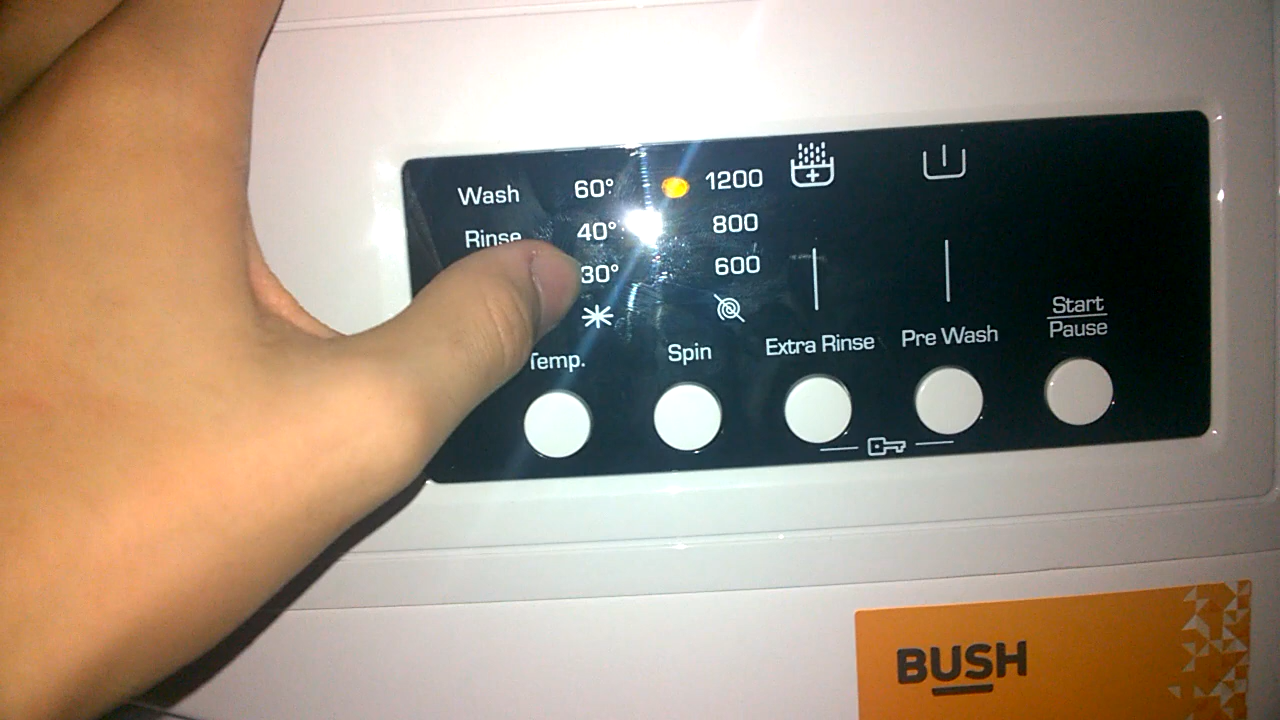 Wash 60° 1200
Rinse 40° 800
30° 600
Temp. Spin Extra Rinse Pre Wash Start
Pause
BUSH